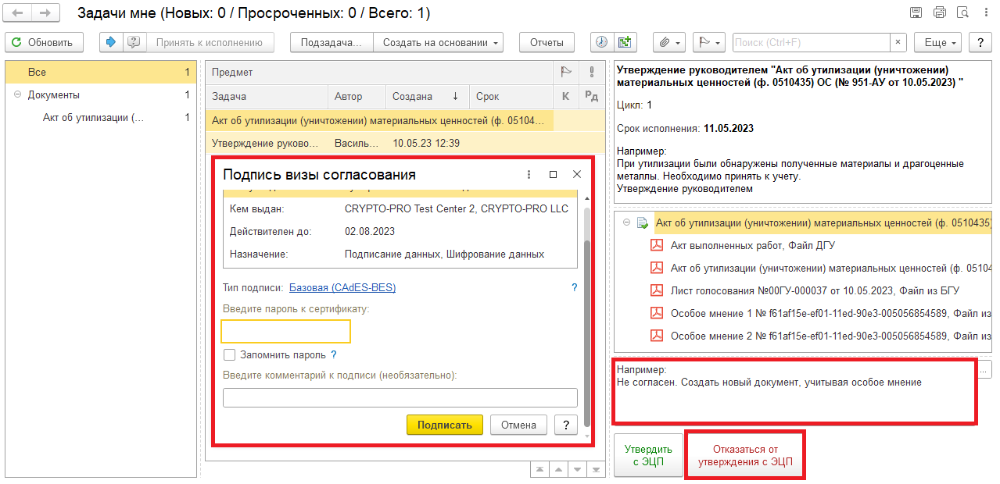 Задачи мне (Новых: 0 / Просроченных: 0 / Всего: 1)
Обновить
Принять к исполнению
Подзадача...
Создать на основании
Отчеты
Поиск (Ctrl+F)
×
Еще
?
Все 1
Документы 1
Акт об утилизации (... 1
Предмет
Задача Автор Создана ↓ Срок К Рд
Акт об утилизации (уничтожении) материальных ценностей (ф. 05104...
Утверждение руково... Василь... 10.05.23 12:39
Подпись визы согласования
Кем выдан: CRYPTO-PRO Test Center 2, CRYPTO-PRO LLC
Действителен до: 02.08.2023
Назначение: Подписание данных, Шифрование данных
Тип подписи: Базовая (CAdES-BES) ?
Введите пароль к сертификату:
Запомнить пароль ?
Введите комментарий к подписи (необязательно):
Подписать Отмена ?
Утверждение руководителем "Акт об утилизации (уничтожении)
материальных ценностей (ф. 0510435) ОС (№ 951-АУ от 10.05.2023) "
Цикл: 1
Срок исполнения: 11.05.2023
Например:
При утилизации были обнаружены полученные материалы и драгоценные
металлы. Необходимо принять к учету.
Утверждение руководителем
Акт об утилизации (уничтожении) материальных ценностей (ф. 0510435)
Акт выполненных работ, Файл ДГУ
Акт об утилизации (уничтожении) материальных ценностей (ф. 05104
Лист голосования №00ГУ-000037 от 10.05.2023, Файл из БГУ
Особое мнение 1 № f61af15e-ef01-11ed-90e3-005056854589, Файл из
Особое мнение 2 № f61af15e-ef01-11ed-90e3-005056854589, Файл из
Например:
Не согласен. Создать новый документ, учитывая особое мнение
...
Утвердить
с ЭЦП
Отказаться от
утверждения с ЭЦП